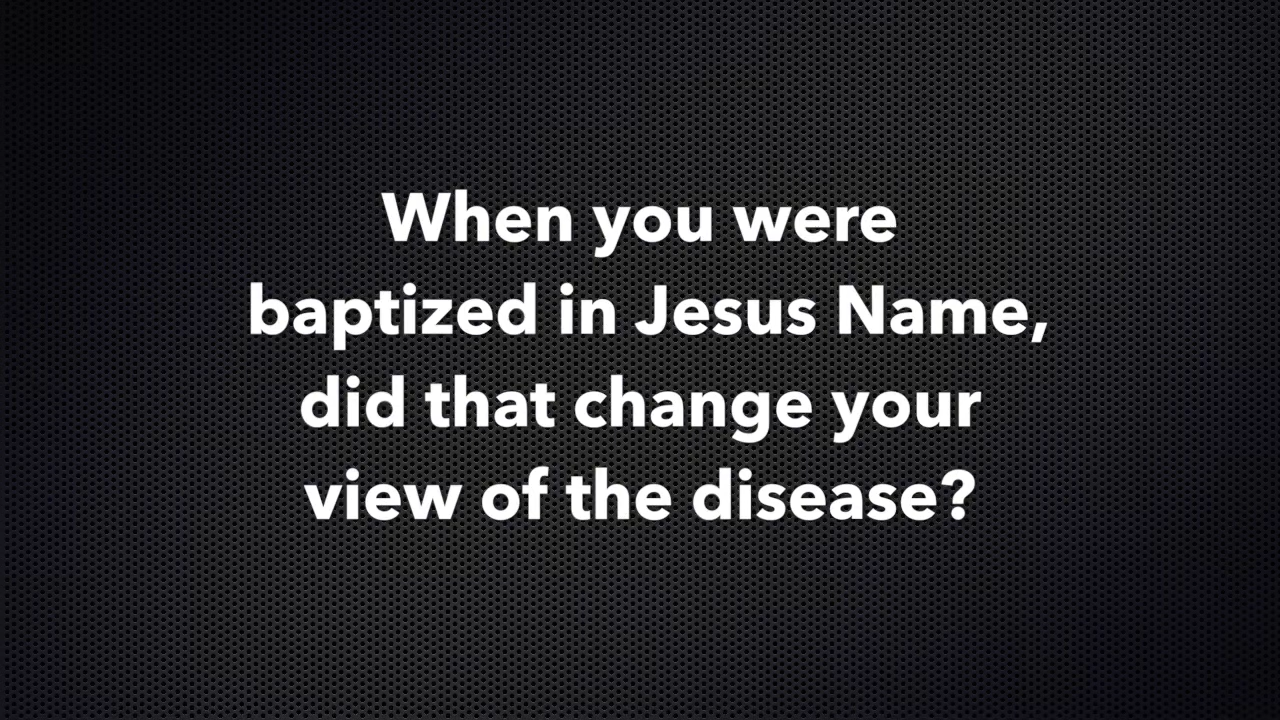 When you were
baptized in Jesus Name,
did that change your
view of the disease?